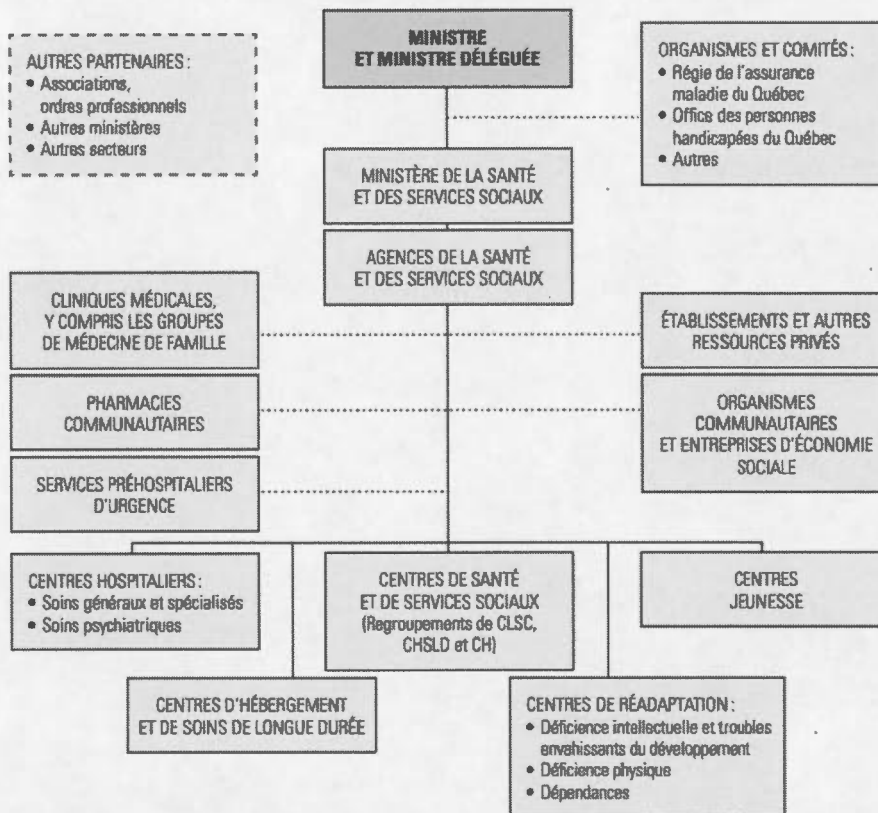 MINISTRE
ET MINISTRE DÉLÉGUÉE
AUTRES PARTENAIRES :
• Associations,
ordres professionnels
• Autres ministères
• Autres secteurs
ORGANISMES ET COMITÉS :
• Régie de l'assurance
maladie du Québec
• Office des personnes
handicapées du Québec
• Autres
MINISTÈRE DE LA SANTÉ
ET DES SERVICES SOCIAUX
AGENCES DE LA SANTÉ
ET DES SERVICES SOCIAUX
CLINIQUES MÉDICALES,
Y COMPRIS LES GROUPES
DE MÉDECINE DE FAMILLE
ÉTABLISSEMENTS ET AUTRES
RESSOURCES PRIVÉS
PHARMACIES
COMMUNAUTAIRES
ORGANISMES
COMMUNAUTAIRES
ET ENTREPRISES D'ÉCONOMIE
SOCIALE
SERVICES PRÉHOSPITALIERS
D'URGENCE
CENTRES HOSPITALIERS :
• Soins généraux et spécialisés
• Soins psychiatriques
CENTRES DE SANTÉ
ET DE SERVICES SOCIAUX
(Regroupements de CLSC,
CHSLD et CH)
CENTRES
JEUNESSE
CENTRES D'HÉBERGEMENT
ET DE SOINS DE LONGUE DURÉE
CENTRES DE RÉADAPTATION :
• Déficience intellectuelle et troubles
envahissants du développement
• Déficience physique
• Dépendances